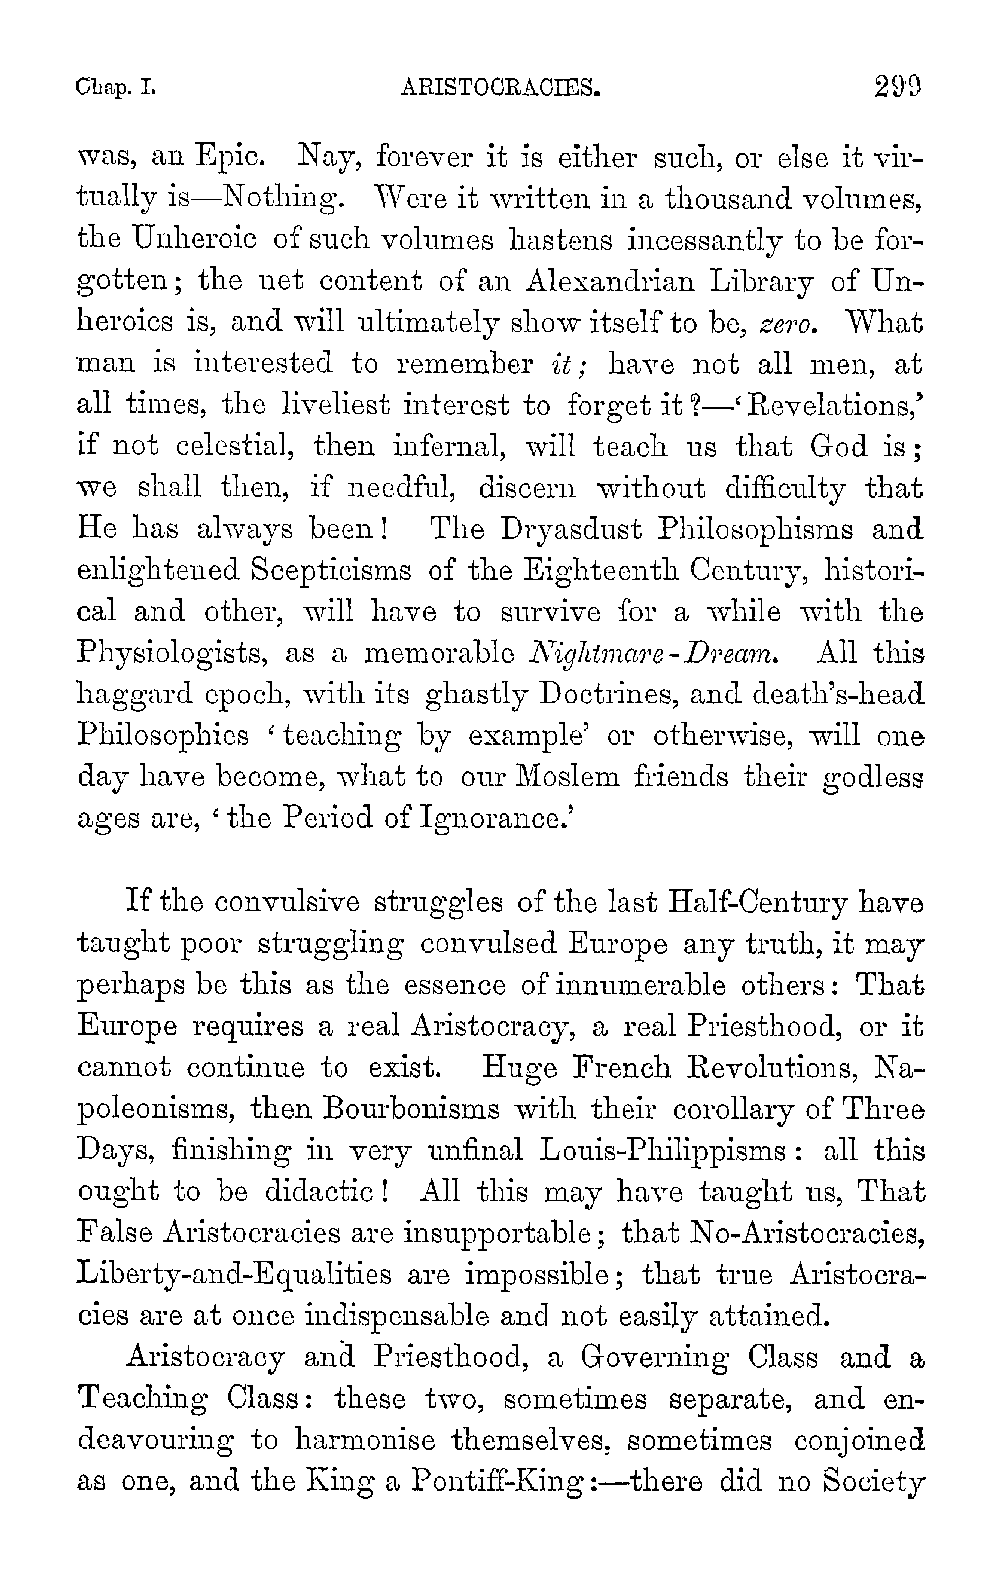 Chap. I. ARISTOCRACIES. 299
was, an Epic. Nay, forever it is either such, or else it vir-
tually is—Nothing. Were it written in a thousand volumes,
the Unheroic of such volumes hastens incessantly to be for-
gotten; the net content of an Alexandrian Library of Un-
heroics is, and will ultimately show itself to be, zero. What
man is interested to remember it; have not all men, at
all times, the liveliest interest to forget it?—‘Revelations,’
if not celestial, then infernal, will teach us that God is;
we shall then, if needful, discern without difficulty that
He has always been! The Dryasdust Philosophisms and
enlightened Scepticisms of the Eighteenth Century, histori-
cal and other, will have to survive for a while with the
Physiologists, as a memorable Nightmare-Dream. All this
haggard epoch, with its ghastly Doctrines, and death’s-head
Philosophies ‘teaching by example’ or otherwise, will one
day have become, what to our Moslem friends their godless
ages are, ‘the Period of Ignorance.’
If the convulsive struggles of the last Half-Century have
taught poor struggling convulsed Europe any truth, it may
perhaps be this as the essence of innumerable others: That
Europe requires a real Aristocracy, a real Priesthood, or it
cannot continue to exist. Huge French Revolutions, Na-
poleonisms, then Bourbonisms with their corollary of Three
Days, finishing in very unfinal Louis-Philippisms: all this
ought to be didactic! All this may have taught us, That
False Aristocracies are insupportable; that No-Aristocracies,
Liberty-and-Equalities are impossible; that true Aristocra-
cies are at once indispensable and not easily attained.
Aristocracy and Priesthood, a Governing Class and a
Teaching Class: these two, sometimes separate, and en-
deavouring to harmonise themselves, sometimes conjoined
as one, and the King a Pontiff-King:—there did no Society